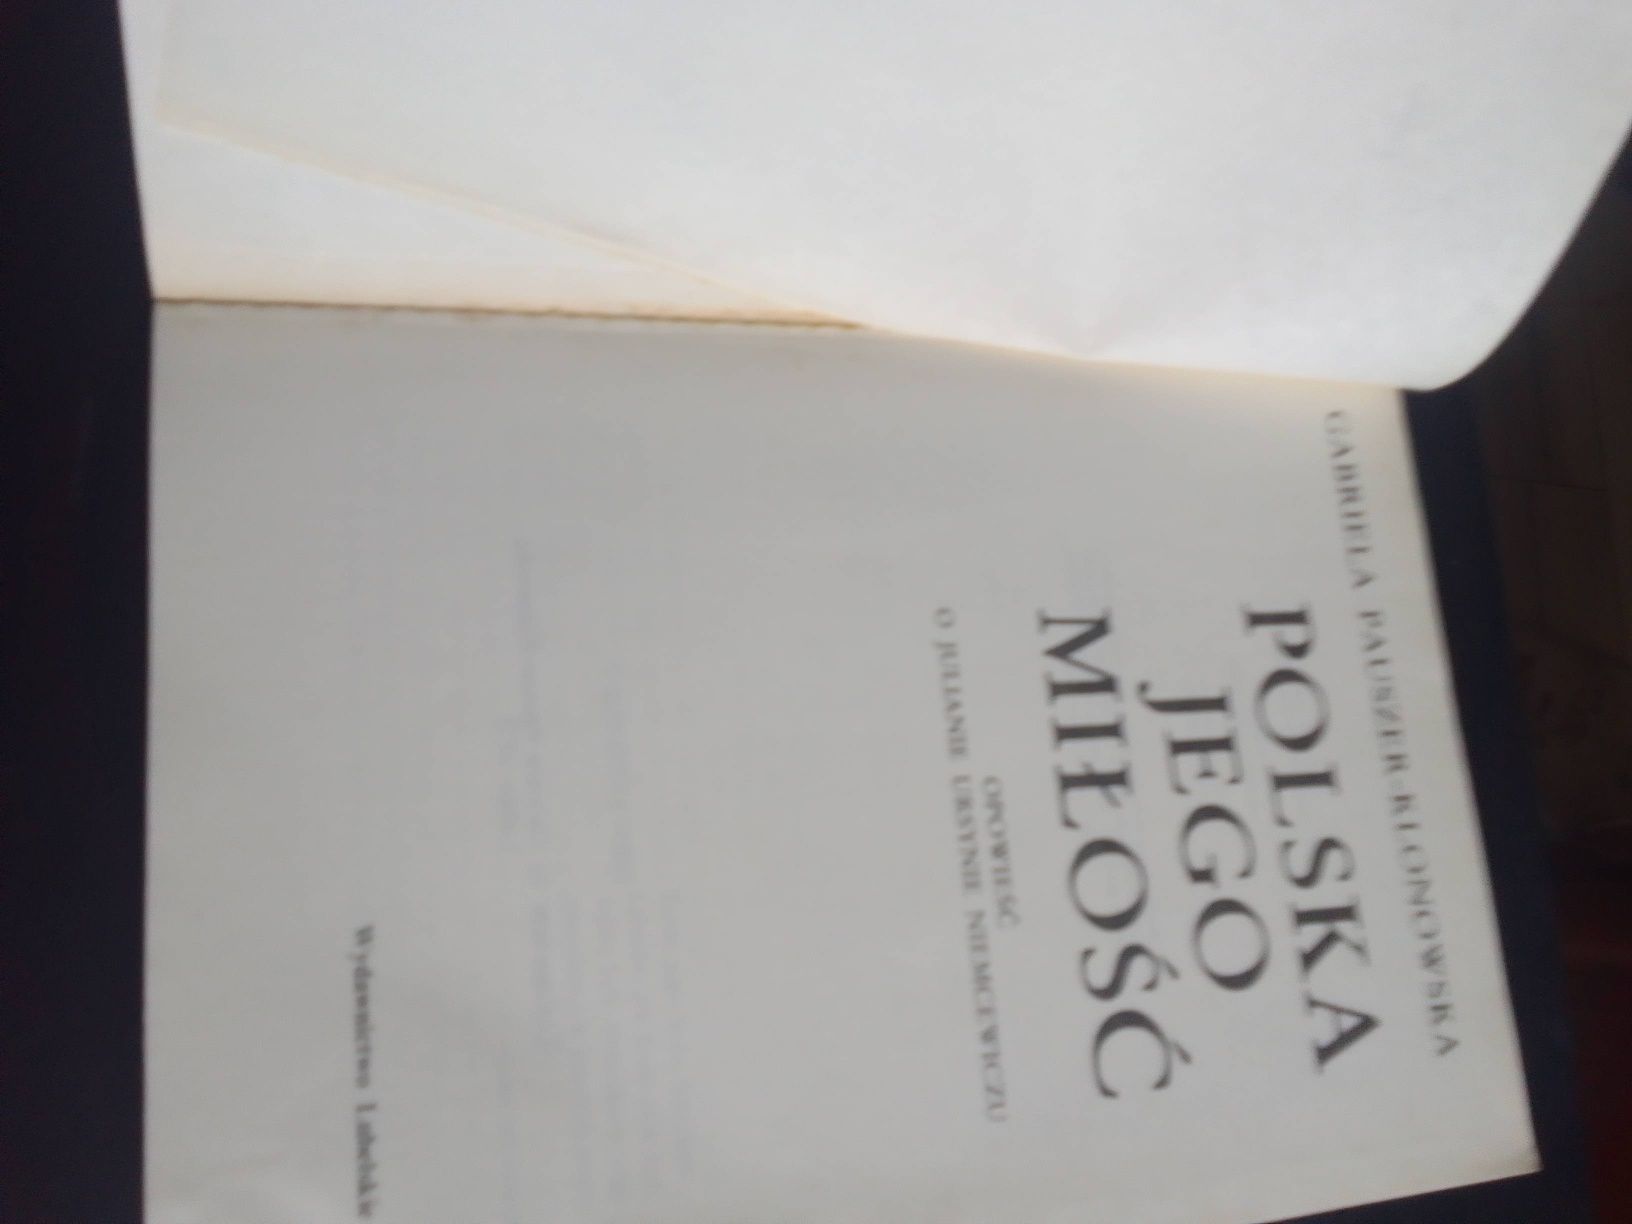 GABRIELA PAUSZER-KLONOWSKA
POLSKA
JEGO
MIŁOŚĆ
OPOWIEŚĆ
O JULIANIE URSYNIE NIEMCEWICZU
Wydawnictwo Lubelskie